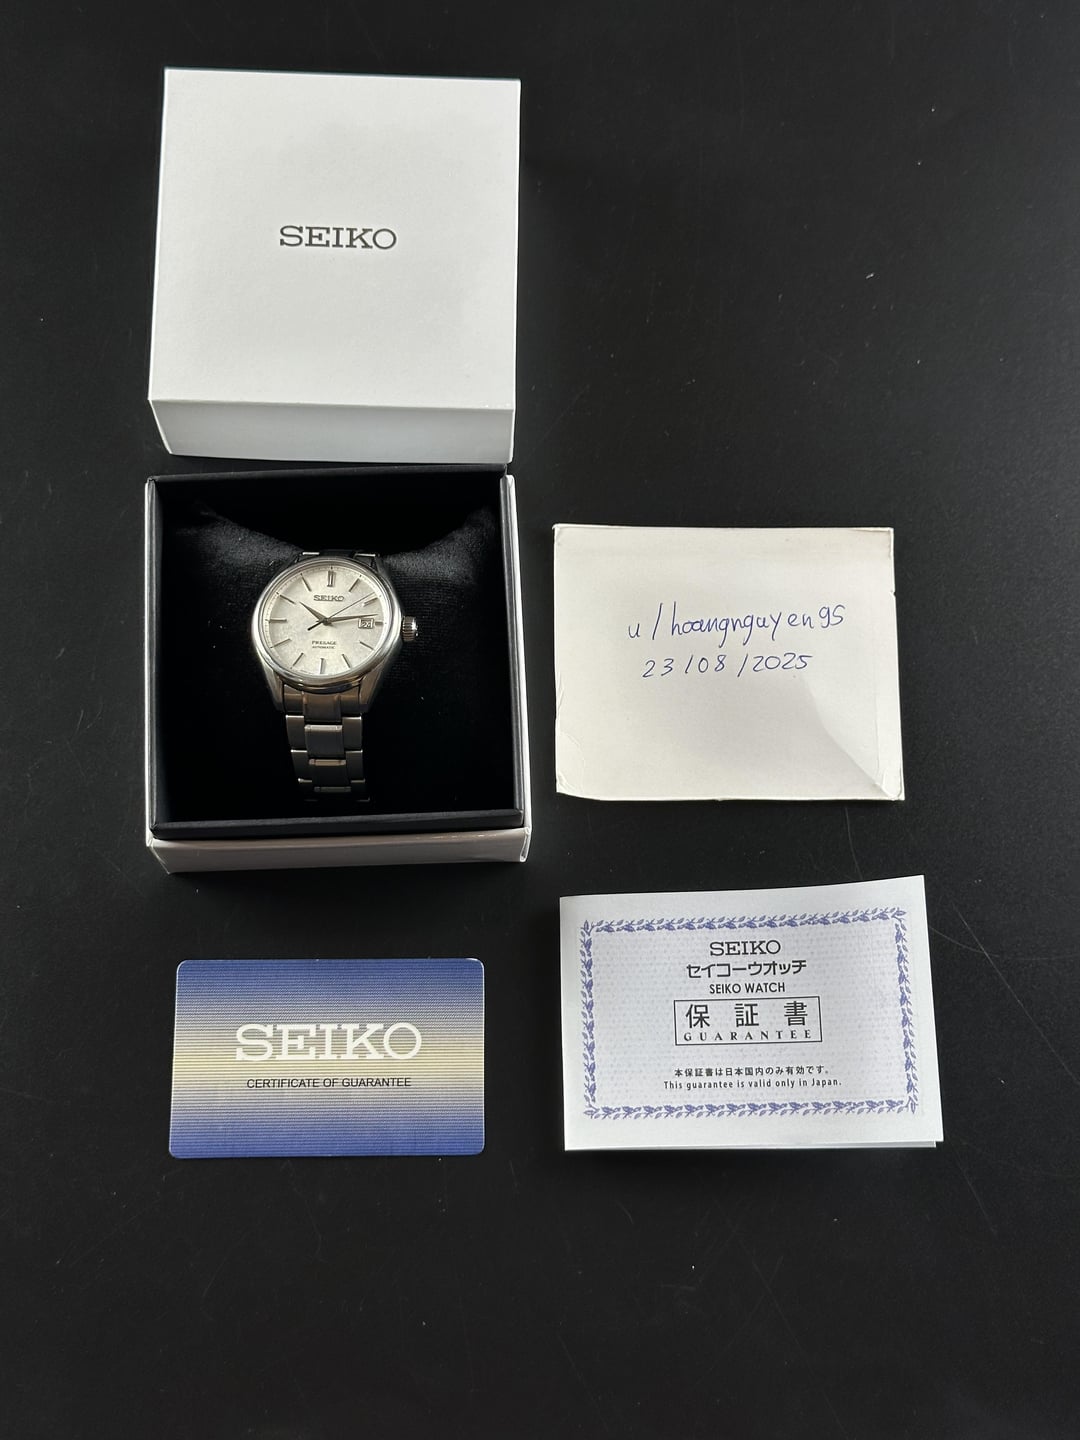 SEIKO
SEIKO
PRESAGE
AUTOMATIC
23
u/hoangnguyen95
23/08/2025
SEIKO
CERTIFICATE OF GUARANTEE
SEIKO
セイコーウオッチ
SEIKO WATCH
保証書
GUARANTEE
本保証書は日本国内のみ有効です。
This guarantee is valid only in Japan.